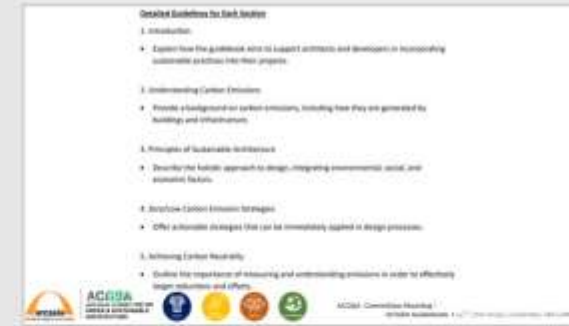 Detailed Guidelines for Each Section
1. Introduction
• Explain how the guidebook aims to support architects and developers in incorporating
sustainable practices into their projects.
2. Understanding Carbon Emissions
• Provide a background on carbon emissions, including how they are generated by
buildings and infrastructure.
3. Principles of Sustainable Architecture
• Describe the holistic approach to design, integrating environmental, social, and
economic factors.
4. Zero/Low Carbon Emission Strategies
• Offer actionable strategies that can be immediately applied in design processes.
5. Achieving Carbon Neutrality
• Outline the importance of measuring and understanding emissions in order to effectively
target reductions and offsets.
ACGSA
ACGSA Committee Meeting